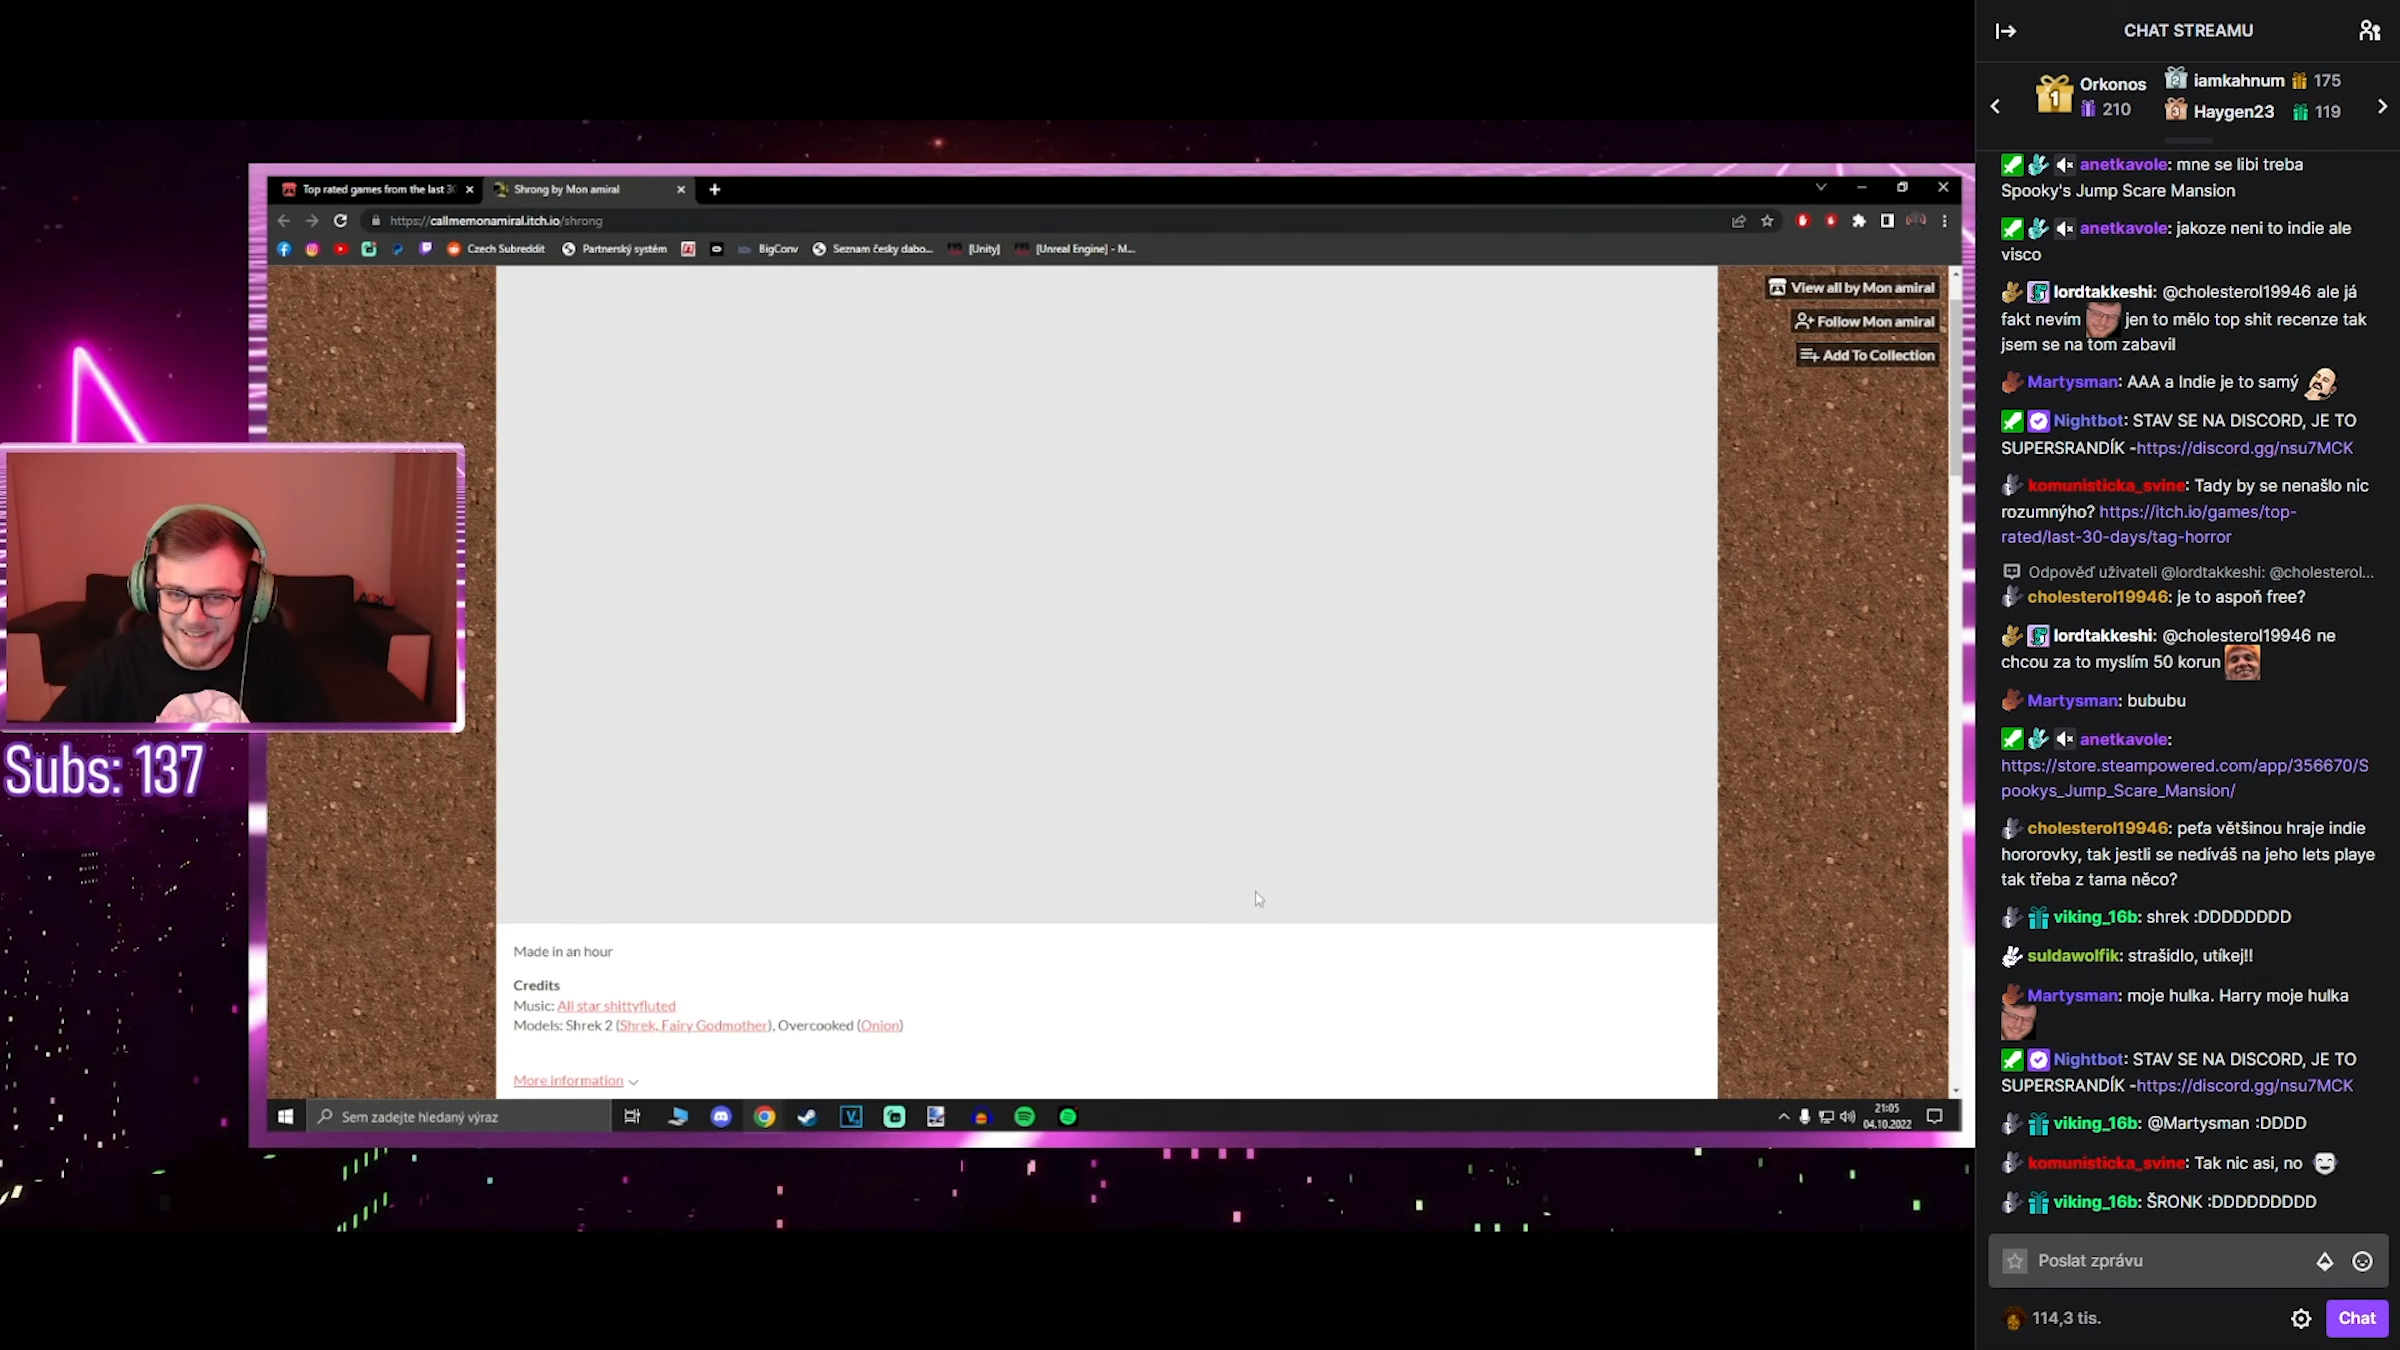 CHAT STREAMU
1
Orkonos
210
2 iamkahnum 175
3 Haygen23 119
Top rated games from the last 30
Shrong by Mon amiral
https://callmemonamiral.itch.io/shrong
Czech Subreddit
Partnerský systém
BigConv
Seznam česky dabo...
[Unity]
[Unreal Engine] - M...
View all by Mon amiral
Follow Mon amiral
Add To Collection
Subs: 137
Made in an hour
Credits
Music: All star shittyfluted
Models: Shrek 2 (Shrek, Fairy Godmother), Overcooked (Onion)
More information
Sem zadejte hledaný výraz
21:05
04.10.2022
anetkavole: mne se libi treba
Spooky's Jump Scare Mansion
anetkavole: jakoze neni to indie ale
visco
lordtakkeshi: @cholesterol19946 ale já
fakt nevím jen to mělo top shit recenze tak
jsem se na tom zabavil
Martysman: AAA a Indie je to samý
Nightbot: STAV SE NA DISCORD, JE TO
SUPERSRANDÍK -https://discord.gg/nsu7MCK
komunisticka_svine: Tady by se nenašlo nic
rozumnýho? https://itch.io/games/top-
rated/last-30-days/tag-horror
Odpověď uživateli @lordtakkeshi: @cholesterol...
cholesterol19946: je to aspoň free?
lordtakkeshi: @cholesterol19946 ne
chcou za to myslím 50 korun
Martysman: bububu
anetkavole:
https://store.steampowered.com/app/356670/S
pookys_Jump_Scare_Mansion/
cholesterol19946: peťa většinou hraje indie
hororovky, tak jestli se nedíváš na jeho lets playe
tak třeba z tama něco?
viking_16b: shrek :DDDDDDDD
suldawolfik: strašidlo, utíkej!!
Martysman: moje hulka. Harry moje hulka
Nightbot: STAV SE NA DISCORD, JE TO
SUPERSRANDÍK -https://discord.gg/nsu7MCK
viking_16b: @Martysman :DDDD
komunisticka_svine: Tak nic asi, no
viking_16b: ŠRONK :DDDDDDDDD
Poslat zprávu
114,3 tis.
Chat